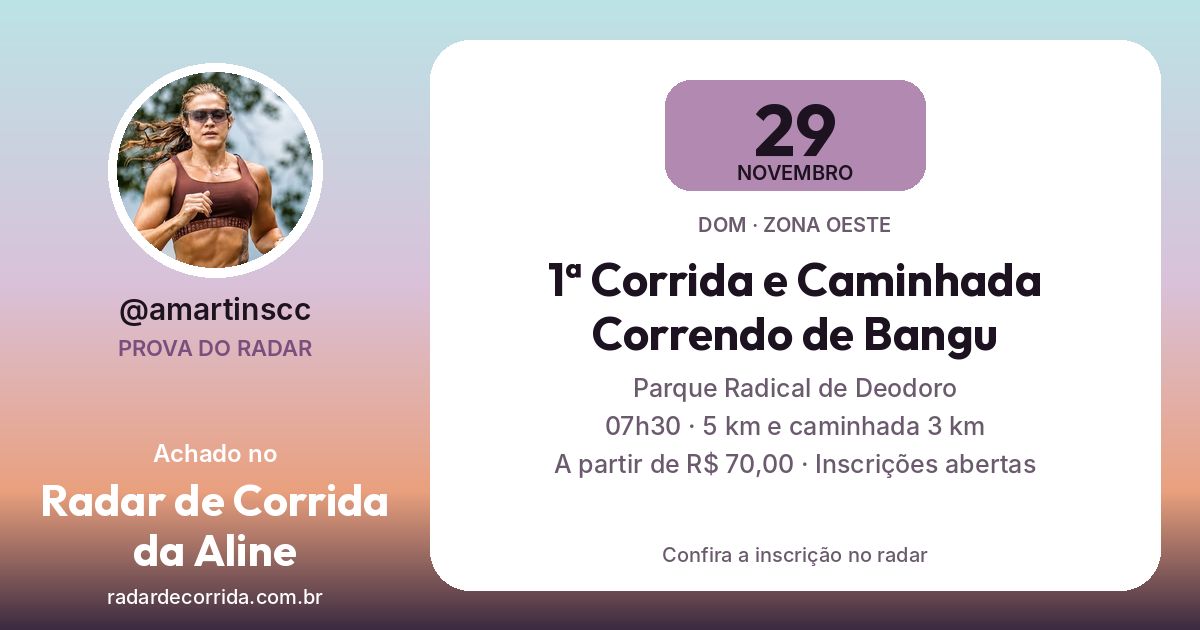 @amartinscc
PROVA DO RADAR
Achado no
Radar de Corrida
da Aline
radardecorrida.com.br
29
NOVEMBRO
DOM · ZONA OESTE
1ª Corrida e Caminhada
Correndo de Bangu
Parque Radical de Deodoro
07h30 · 5 km e caminhada 3 km
A partir de R$ 70,00 · Inscrições abertas
Confira a inscrição no radar